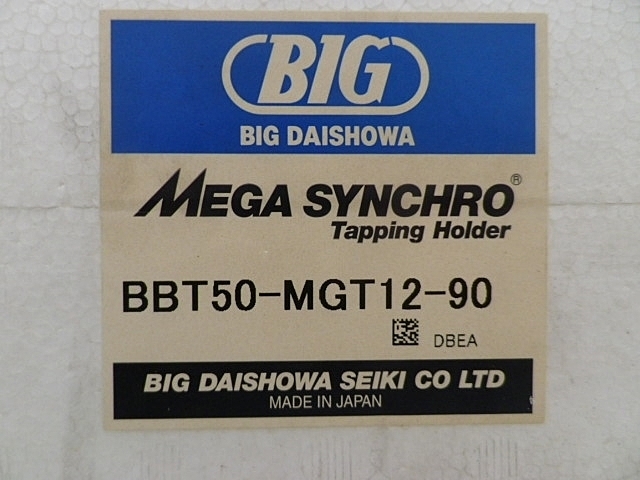 BIG
BIG DAISHOWA
MEGA SYNCHRO®
Tapping Holder
BBT50-MGT12-90
DBEA
BIG DAISHOWA SEIKI CO LTD
MADE IN JAPAN